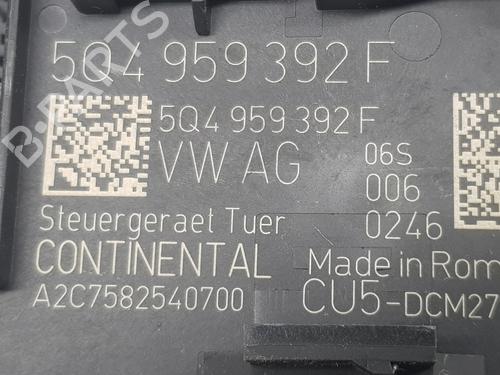 5Q4 959 392 F
5Q4 959 392 F
VW AG
06S
006
Steuergeraet Tuer
0246
CONTINENTAL
Made in Rom
A2C7582540700
CU5-DCM27
B-PARTS